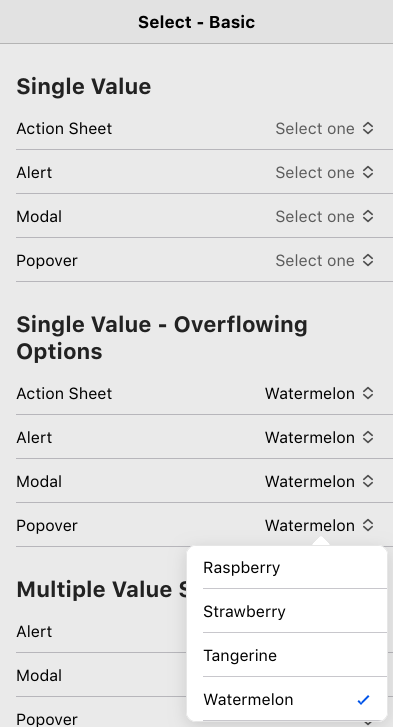 Select - Basic
Single Value
Action Sheet Select one
Alert Select one
Modal Select one
Popover Select one
Single Value - Overflowing
Options
Action Sheet Watermelon
Alert Watermelon
Modal Watermelon
Popover Watermelon
Raspberry
Strawberry
Tangerine
Watermelon
Multiple Value
Alert
Modal
Popover